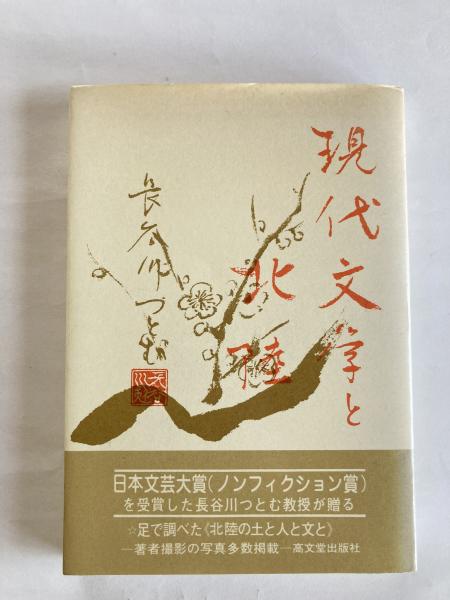 現代文学と
北陸
長谷川つとむ
日本文芸大賞(ノンフィクション賞)
を受賞した長谷川つとむ教授が贈る
☆足で調べた《北陸の土と人と文と》
―著者撮影の写真多数掲載―高文堂出版社